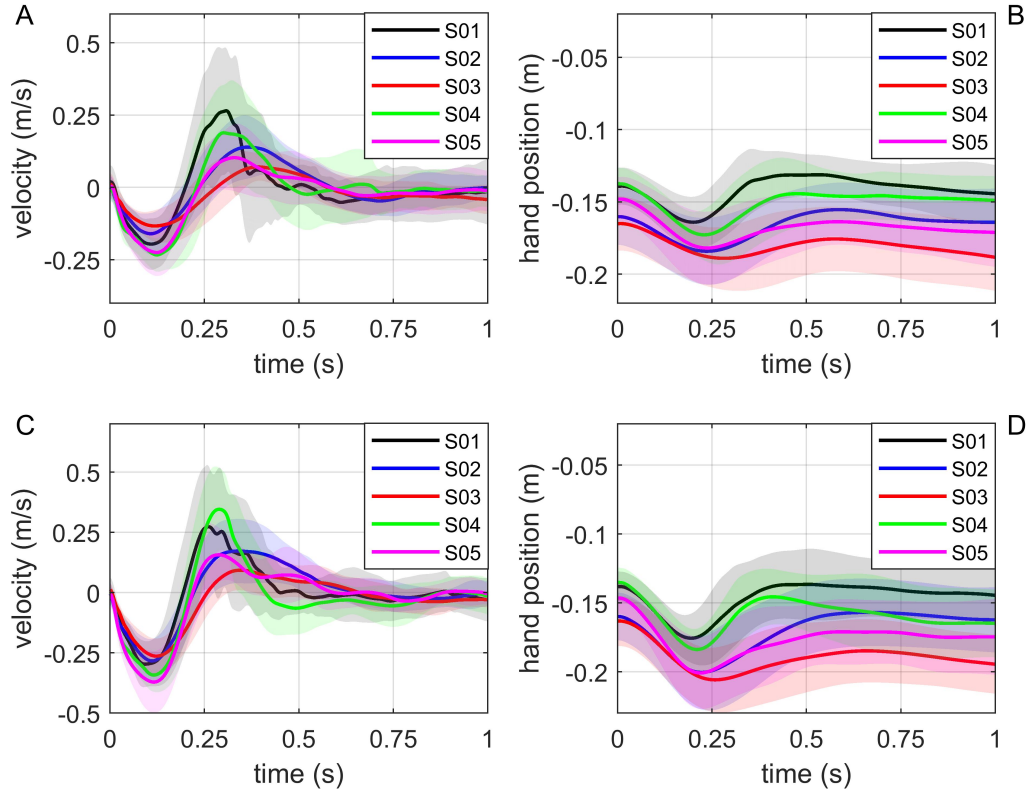 A
velocity (m/s)
0.5
0.25
0
-0.25
0
0.25
0.5
0.75
1
time (s)
S01
S02
S03
S04
S05
B
hand position (m)
-0.05
-0.1
-0.15
-0.2
0
0.25
0.5
0.75
1
time (s)
S01
S02
S03
S04
S05
C
velocity (m/s)
0.5
0.25
0
-0.25
-0.5
0
0.25
0.5
0.75
1
time (s)
S01
S02
S03
S04
S05
D
hand position (m)
-0.05
-0.1
-0.15
-0.2
0
0.25
0.5
0.75
1
time (s)
S01
S02
S03
S04
S05